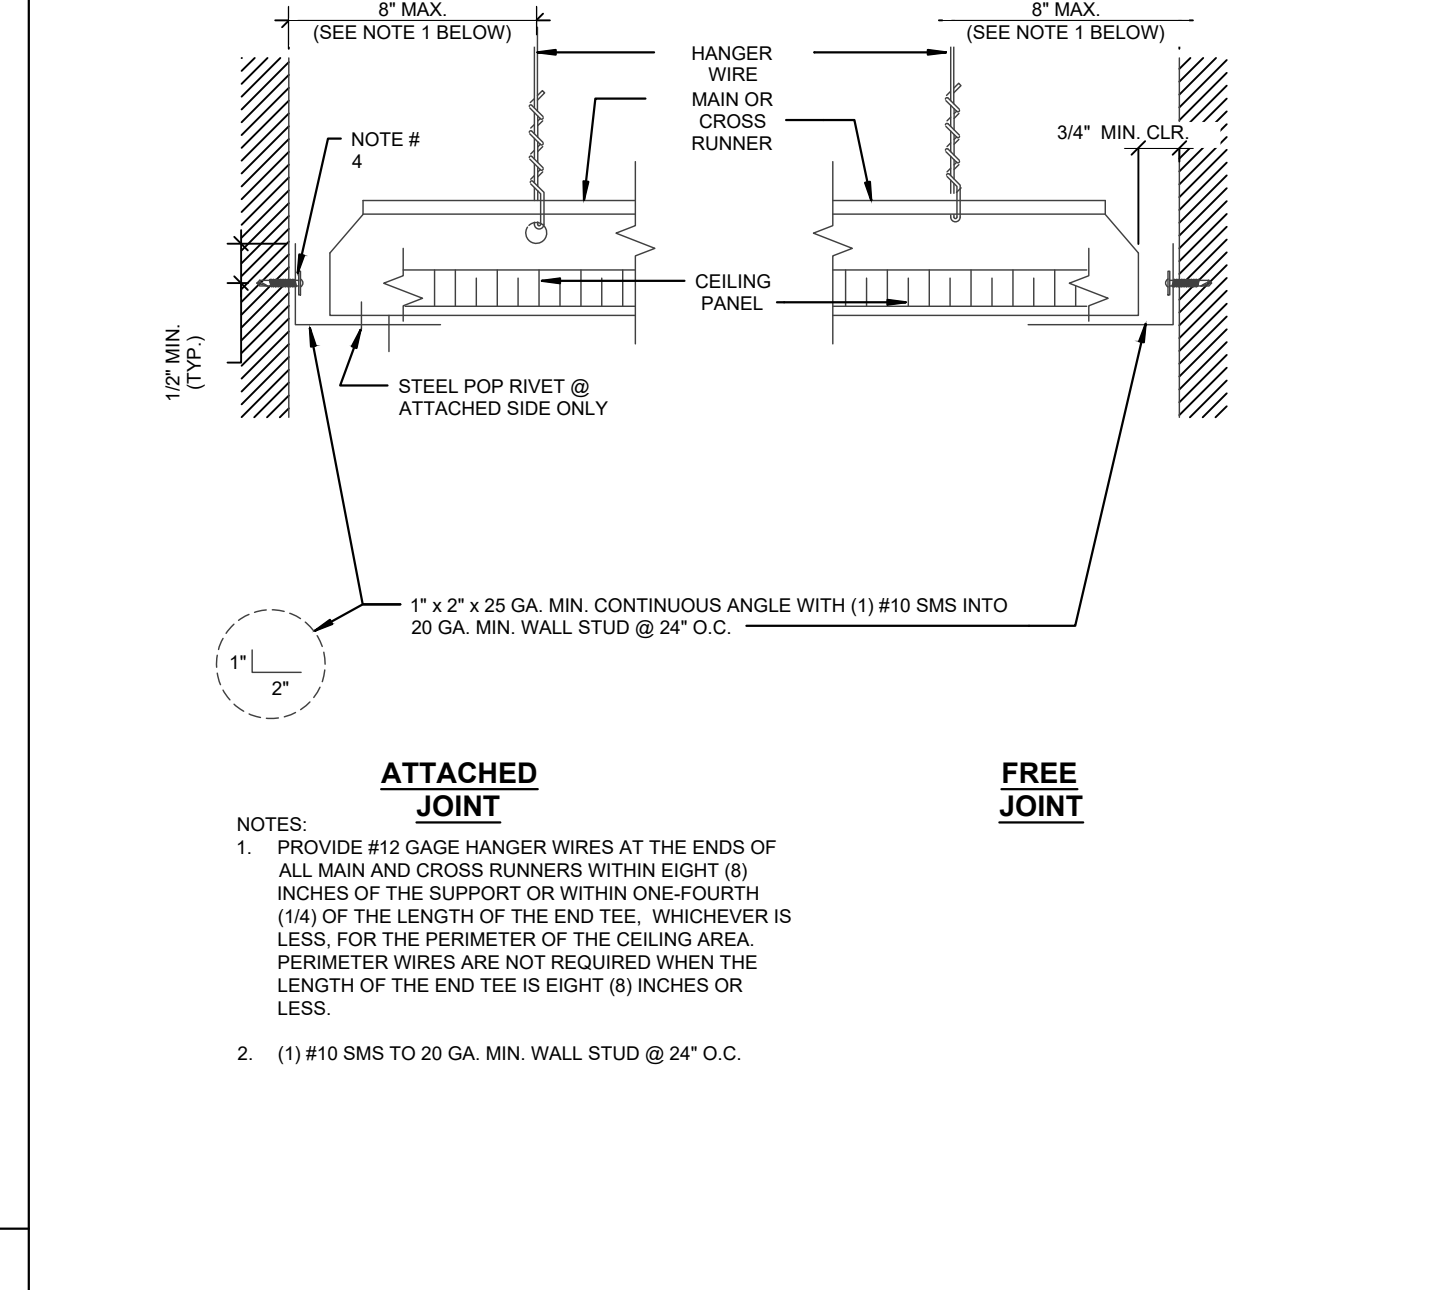 8" MAX.
(SEE NOTE 1 BELOW)
8" MAX.
(SEE NOTE 1 BELOW)
HANGER
WIRE
MAIN OR
CROSS
RUNNER
3/4"  MIN. CLR.
NOTE #
4
CEILING
PANEL
1/2" MIN.
(TYP.)
STEEL POP RIVET @
ATTACHED SIDE ONLY
1" x 2" x 25 GA. MIN. CONTINUOUS ANGLE WITH (1) #10 SMS INTO
20 GA. MIN. WALL STUD @ 24" O.C.
1"
2"
ATTACHED
JOINT
FREE
JOINT
NOTES:
1. PROVIDE #12 GAGE HANGER WIRES AT THE ENDS OF
ALL MAIN AND CROSS RUNNERS WITHIN EIGHT (8)
INCHES OF THE SUPPORT OR WITHIN ONE-FOURTH
(1/4) OF THE LENGTH OF THE END TEE,  WHICHEVER IS
LESS, FOR THE PERIMETER OF THE CEILING AREA.
PERIMETER WIRES ARE NOT REQUIRED WHEN THE
LENGTH OF THE END TEE IS EIGHT (8) INCHES OR
LESS.
2. (1) #10 SMS TO 20 GA. MIN. WALL STUD @ 24" O.C.